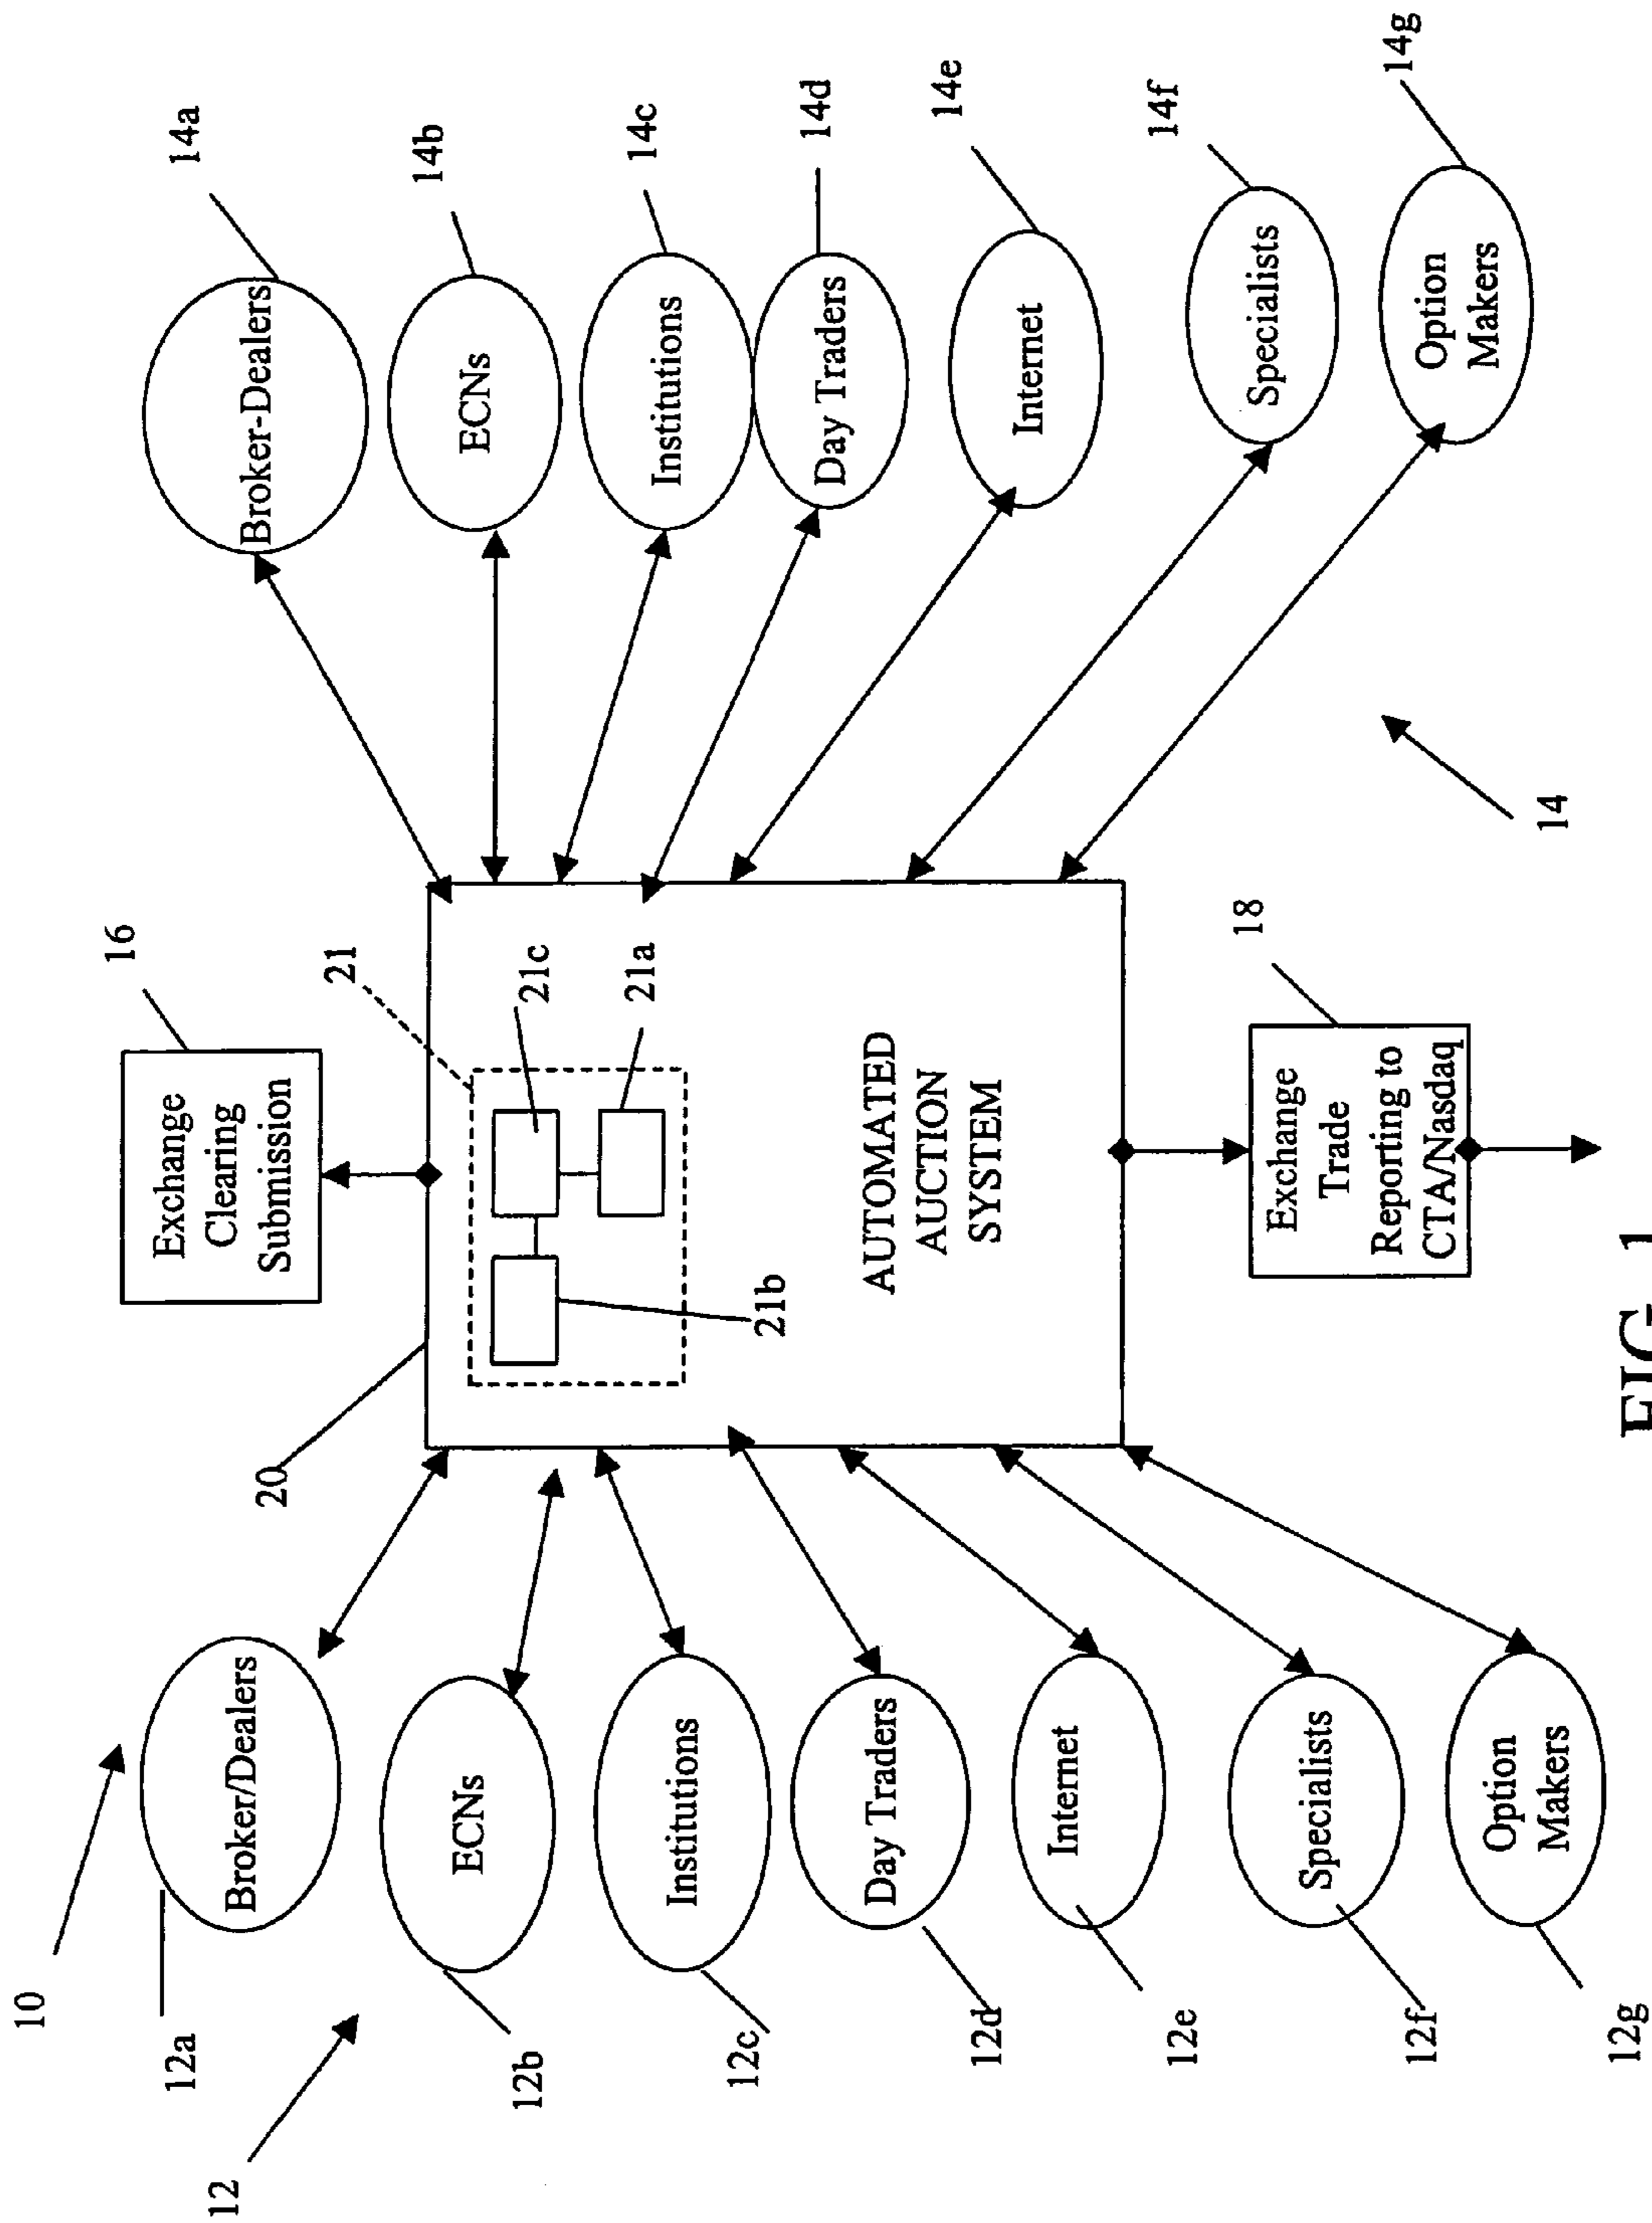 10
12
12a
Broker/Dealers
12b
ECNs
12c
Institutions
12d
Day Traders
12e
Internet
12f
Specialists
12g
Option
Makers
20
16
Exchange
Clearing
Submission
21
21c
21a
21b
AUTOMATED
AUCTION
SYSTEM
18
Exchange
Trade
Reporting to
CTA/Nasdaq
14a
Broker-Dealers
14b
ECNs
14c
Institutions
14d
Day Traders
14e
Internet
14f
Specialists
14g
Option
Makers
14
FIG. 1